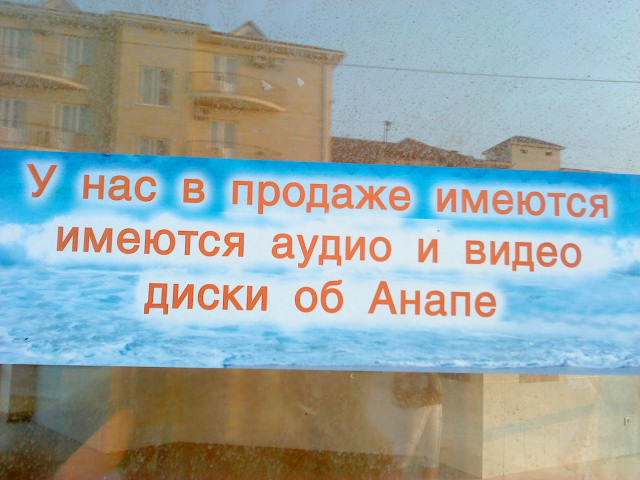 У нас в продаже имеются
имеются аудио и видео
диски об Анапе